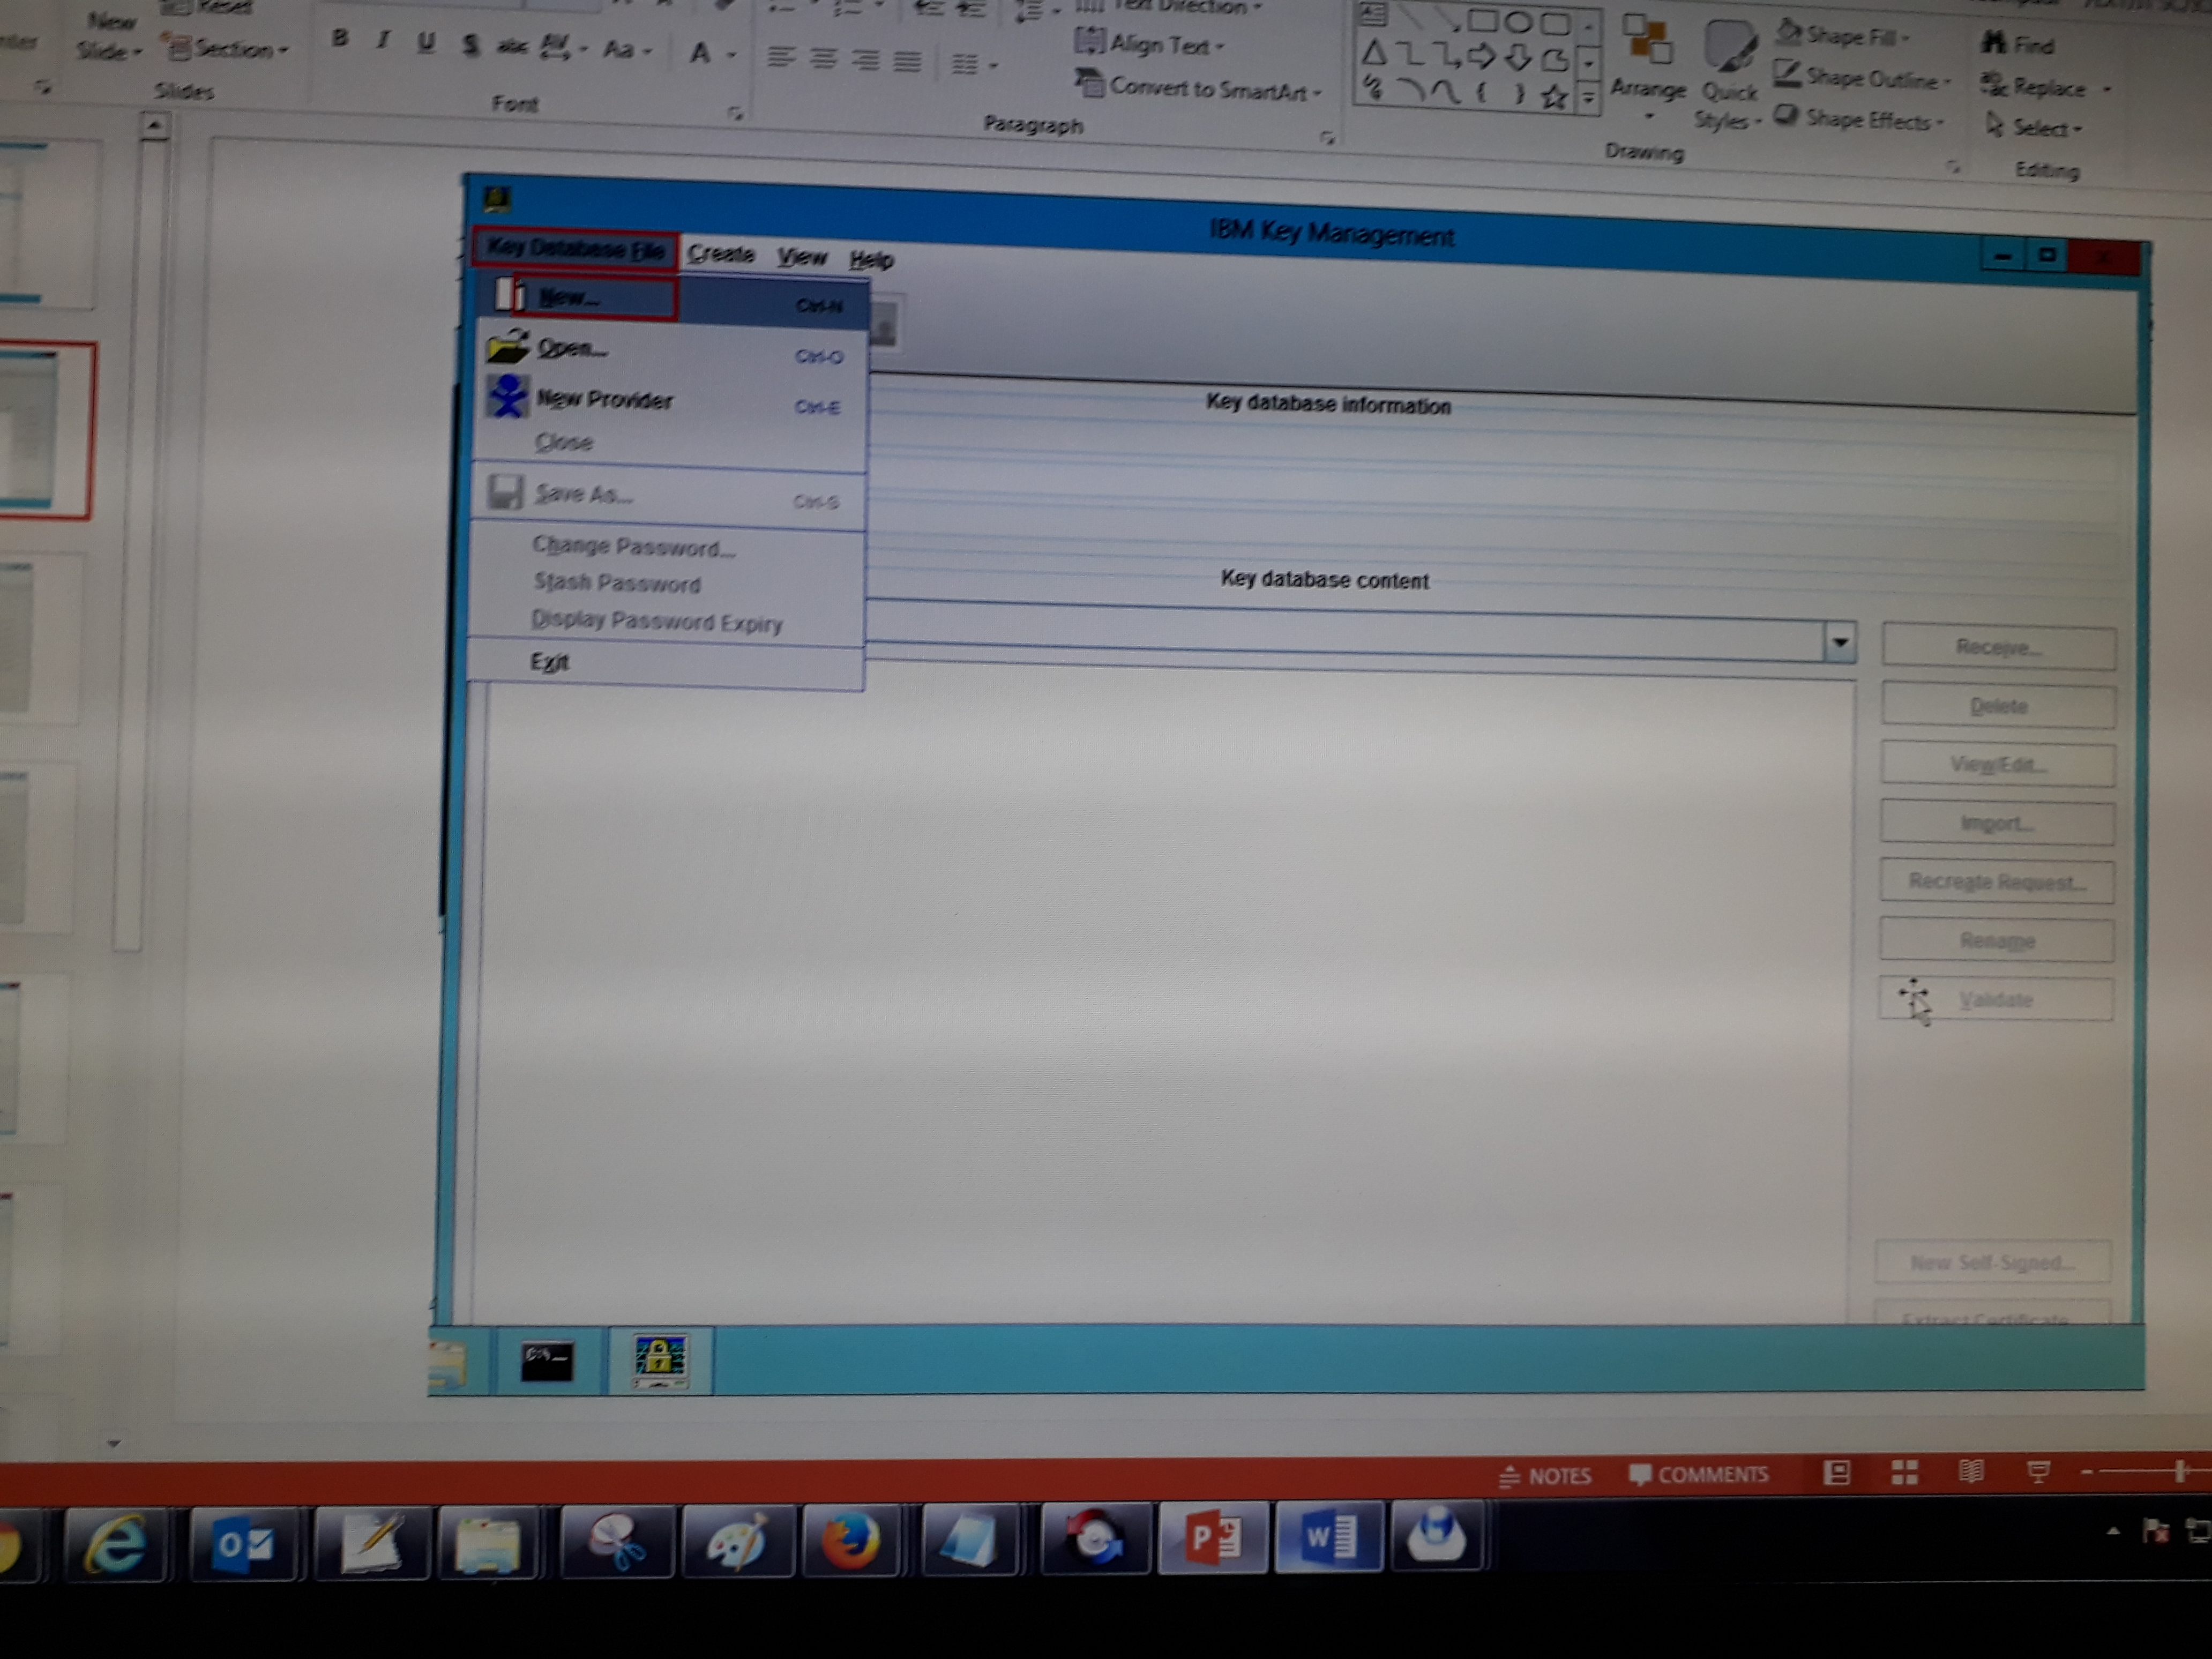 New
Slide
Reset
Section
Slides
B I U S abc AV Aa A
Font
Text Direction
Align Text
Convert to SmartArt
Paragraph
Arrange
Quick
Styles
Shape Fill
Shape Outline
Shape Effects
Drawing
Find
Replace
Select
Editing
IBM Key Management
Key Database File Create View Help
New... Ctrl-N
Open... Ctrl-O
New Provider Ctrl-E
Close
Save As... Ctrl-S
Change Password...
Stash Password
Display Password Expiry
Exit
Key database information
Key database content
Receive...
Delete
View/Edit...
Import...
Recreate Request...
Rename
Validate
New Self-Signed...
Extract Certificate
C:\_
NOTES COMMENTS